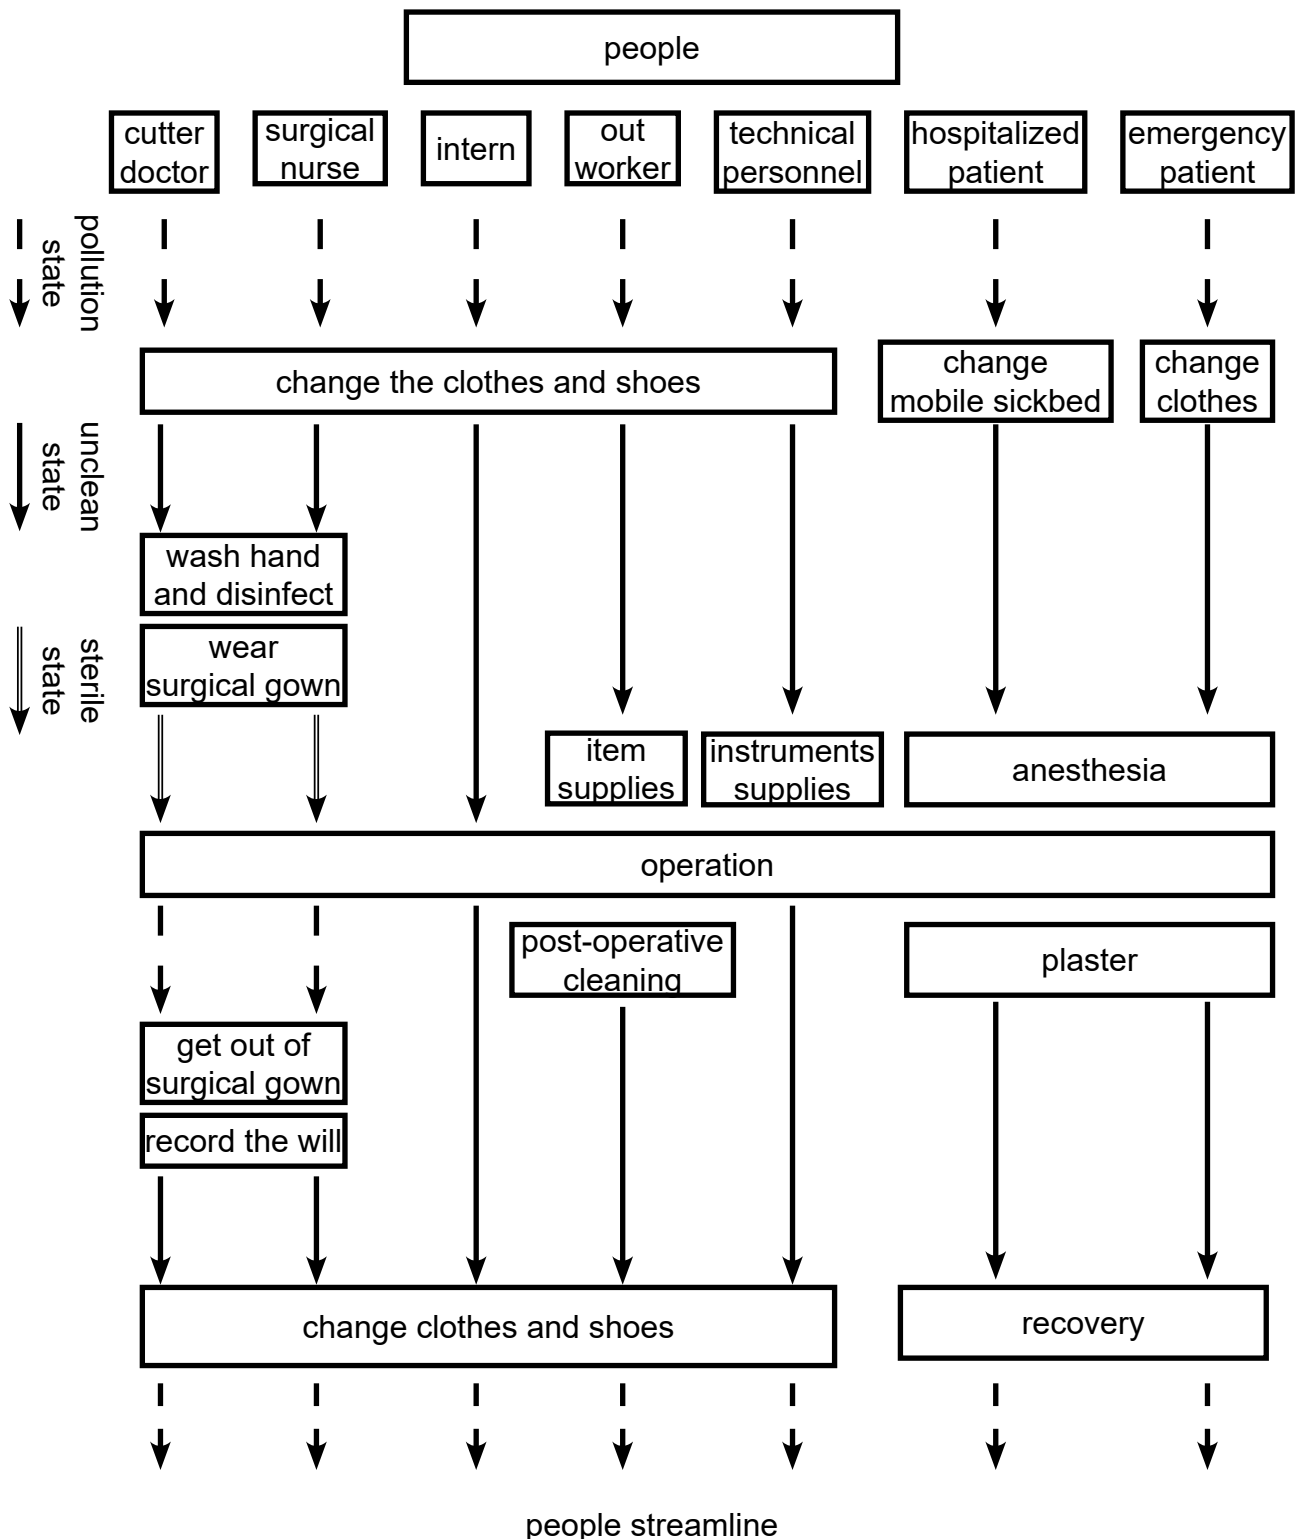 people
cutter
doctor
surgical
nurse
intern
out
worker
technical
personnel
hospitalized
patient
emergency
patient
pollution
state
change the clothes and shoes
change
mobile sickbed
change
clothes
unclean
state
wash hand
and disinfect
sterile
state
wear
surgical gown
item
supplies
instruments
supplies
anesthesia
operation
post-operative
cleaning
plaster
get out of
surgical gown
record the will
change clothes and shoes
recovery
people streamline